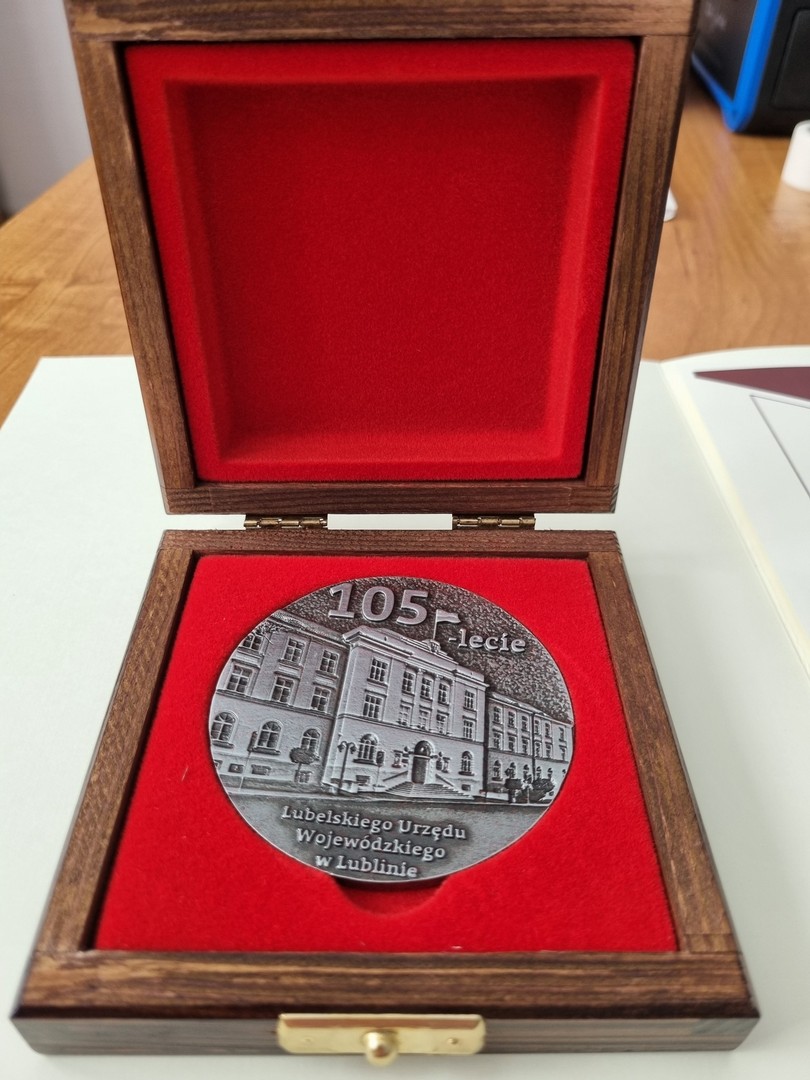 105
-lecie
Lubelskiego Urzędu
Wojewódzkiego
w Lublinie